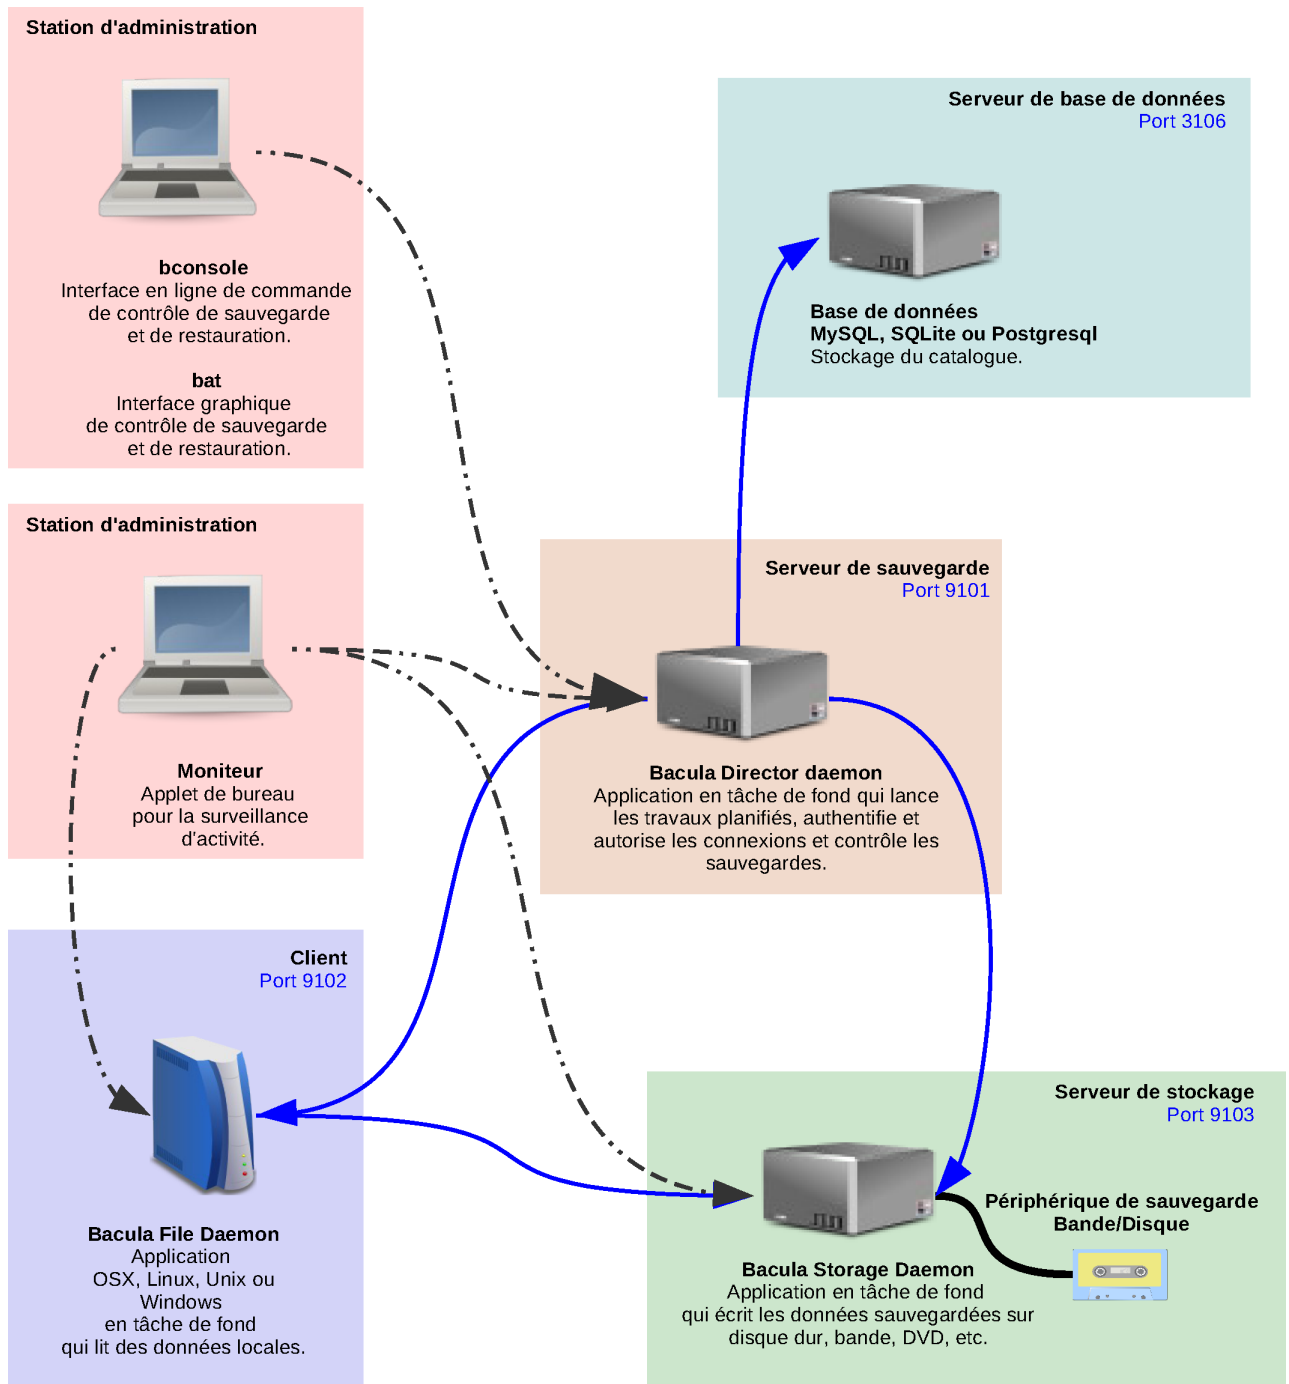 Station d'administration
bconsole
Interface en ligne de commande
de contrôle de sauvegarde
et de restauration.
bat
Interface graphique
de contrôle de sauvegarde
et de restauration.
Serveur de base de données
Port 3106
Base de données
MySQL, SQLite ou Postgresql
Stockage du catalogue.
Station d'administration
Moniteur
Applet de bureau
pour la surveillance
d'activité.
Serveur de sauvegarde
Port 9101
Bacula Director daemon
Application en tâche de fond qui lance
les travaux planifiés, authentifie et
autorise les connexions et contrôle les
sauvegardes.
Client
Port 9102
Bacula File Daemon
Application
OSX, Linux, Unix ou
Windows
en tâche de fond
qui lit des données locales.
Serveur de stockage
Port 9103
Périphérique de sauvegarde
Bande/Disque
Bacula Storage Daemon
Application en tâche de fond
qui écrit les données sauvegardées sur
disque dur, bande, DVD, etc.